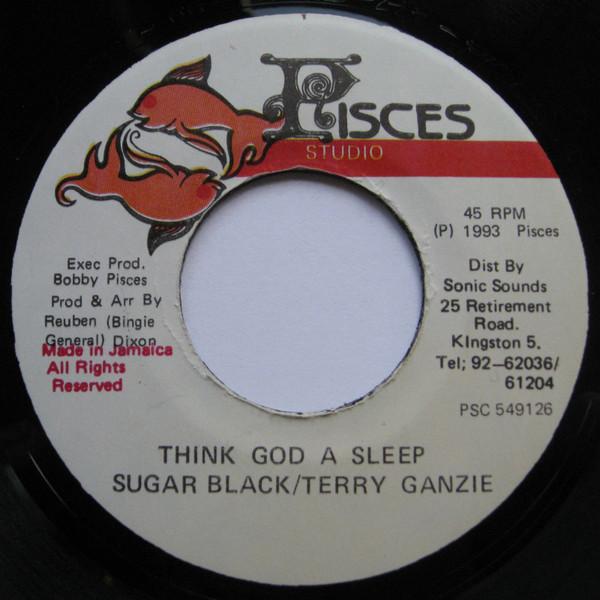 PISCES
STUDIO
45 RPM
(P) 1993 Pisces
Exec Prod.
Bobby Pisces
Prod & Arr By
Reuben (Bingie
General) Dixon
Made in Jamaica
All Rights
Reserved
Dist By
Sonic Sounds
25 Retirement
Road.
KIngston 5.
Tel; 92-62036/
61204
PSC 549126
THINK GOD A SLEEP
SUGAR BLACK/TERRY GANZIE